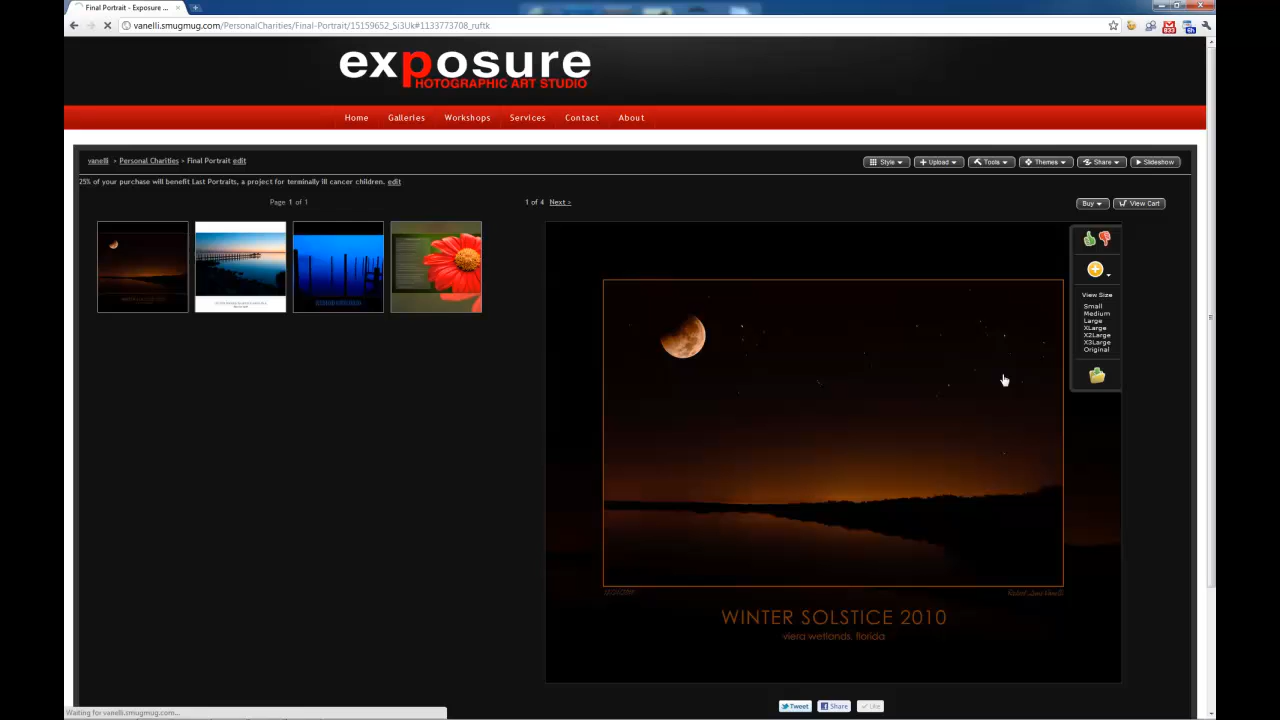 Final Portrait - Exposure ...
vanelli.smugmug.com/PersonalCharities/Final-Portrait/15159652_Si3Uk#1133773708_ruftk
833
exposure
PHOTOGRAPHIC ART STUDIO
Home Galleries Workshops Services Contact About
vanelli > Personal Charities > Final Portrait edit
Style Upload Tools Themes Share Slideshow
25% of your purchase will benefit Last Portraits, a project for terminally ill cancer children. edit
Page 1 of 1
1 of 4 Next >
Buy View Cart
View Size
Small
Medium
Large
XLarge
X2Large
X3Large
Original
WINTER SOLSTICE 2010
viera wetlands, florida
Tweet Share Like
Waiting for vanelli.smugmug.com...